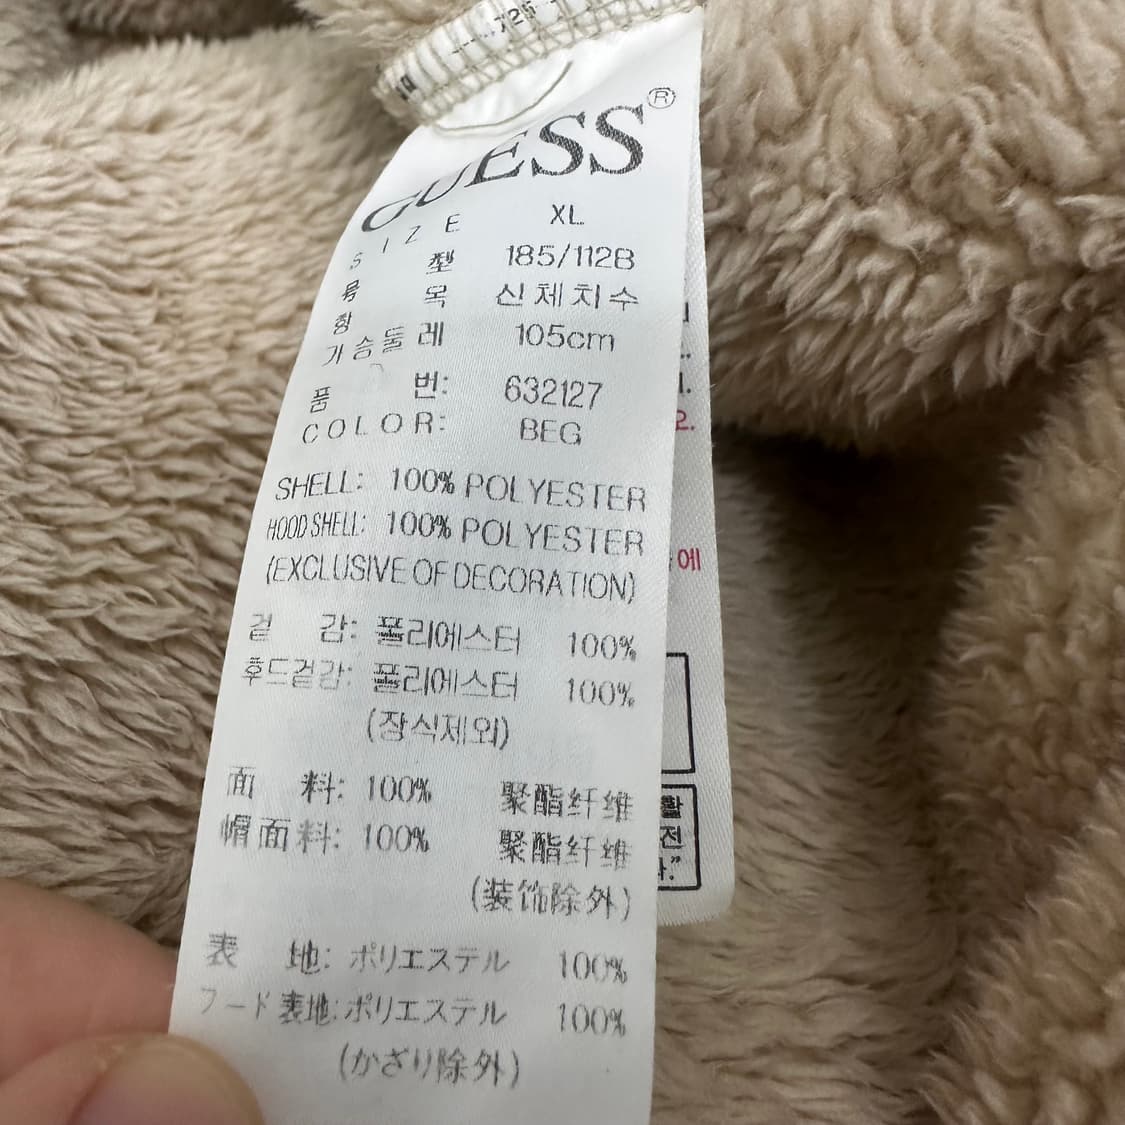 GUESS®
SIZE XL
号 型 185/112B
항 목 신체치수
가슴둘레 105cm
품 번: 632127
COLOR: BEG
SHELL: 100% POLYESTER
HOOD SHELL: 100% POLYESTER
(EXCLUSIVE OF DECORATION)
겉 감: 폴리에스터 100%
후드겉감: 폴리에스터 100%
(장식제외)
面 料: 100% 聚酯纤维
帽面料: 100% 聚酯纤维
(装饰除外)
表 地: ポリエステル 100%
フード表地: ポリエステル 100%
(かざり除外)
에